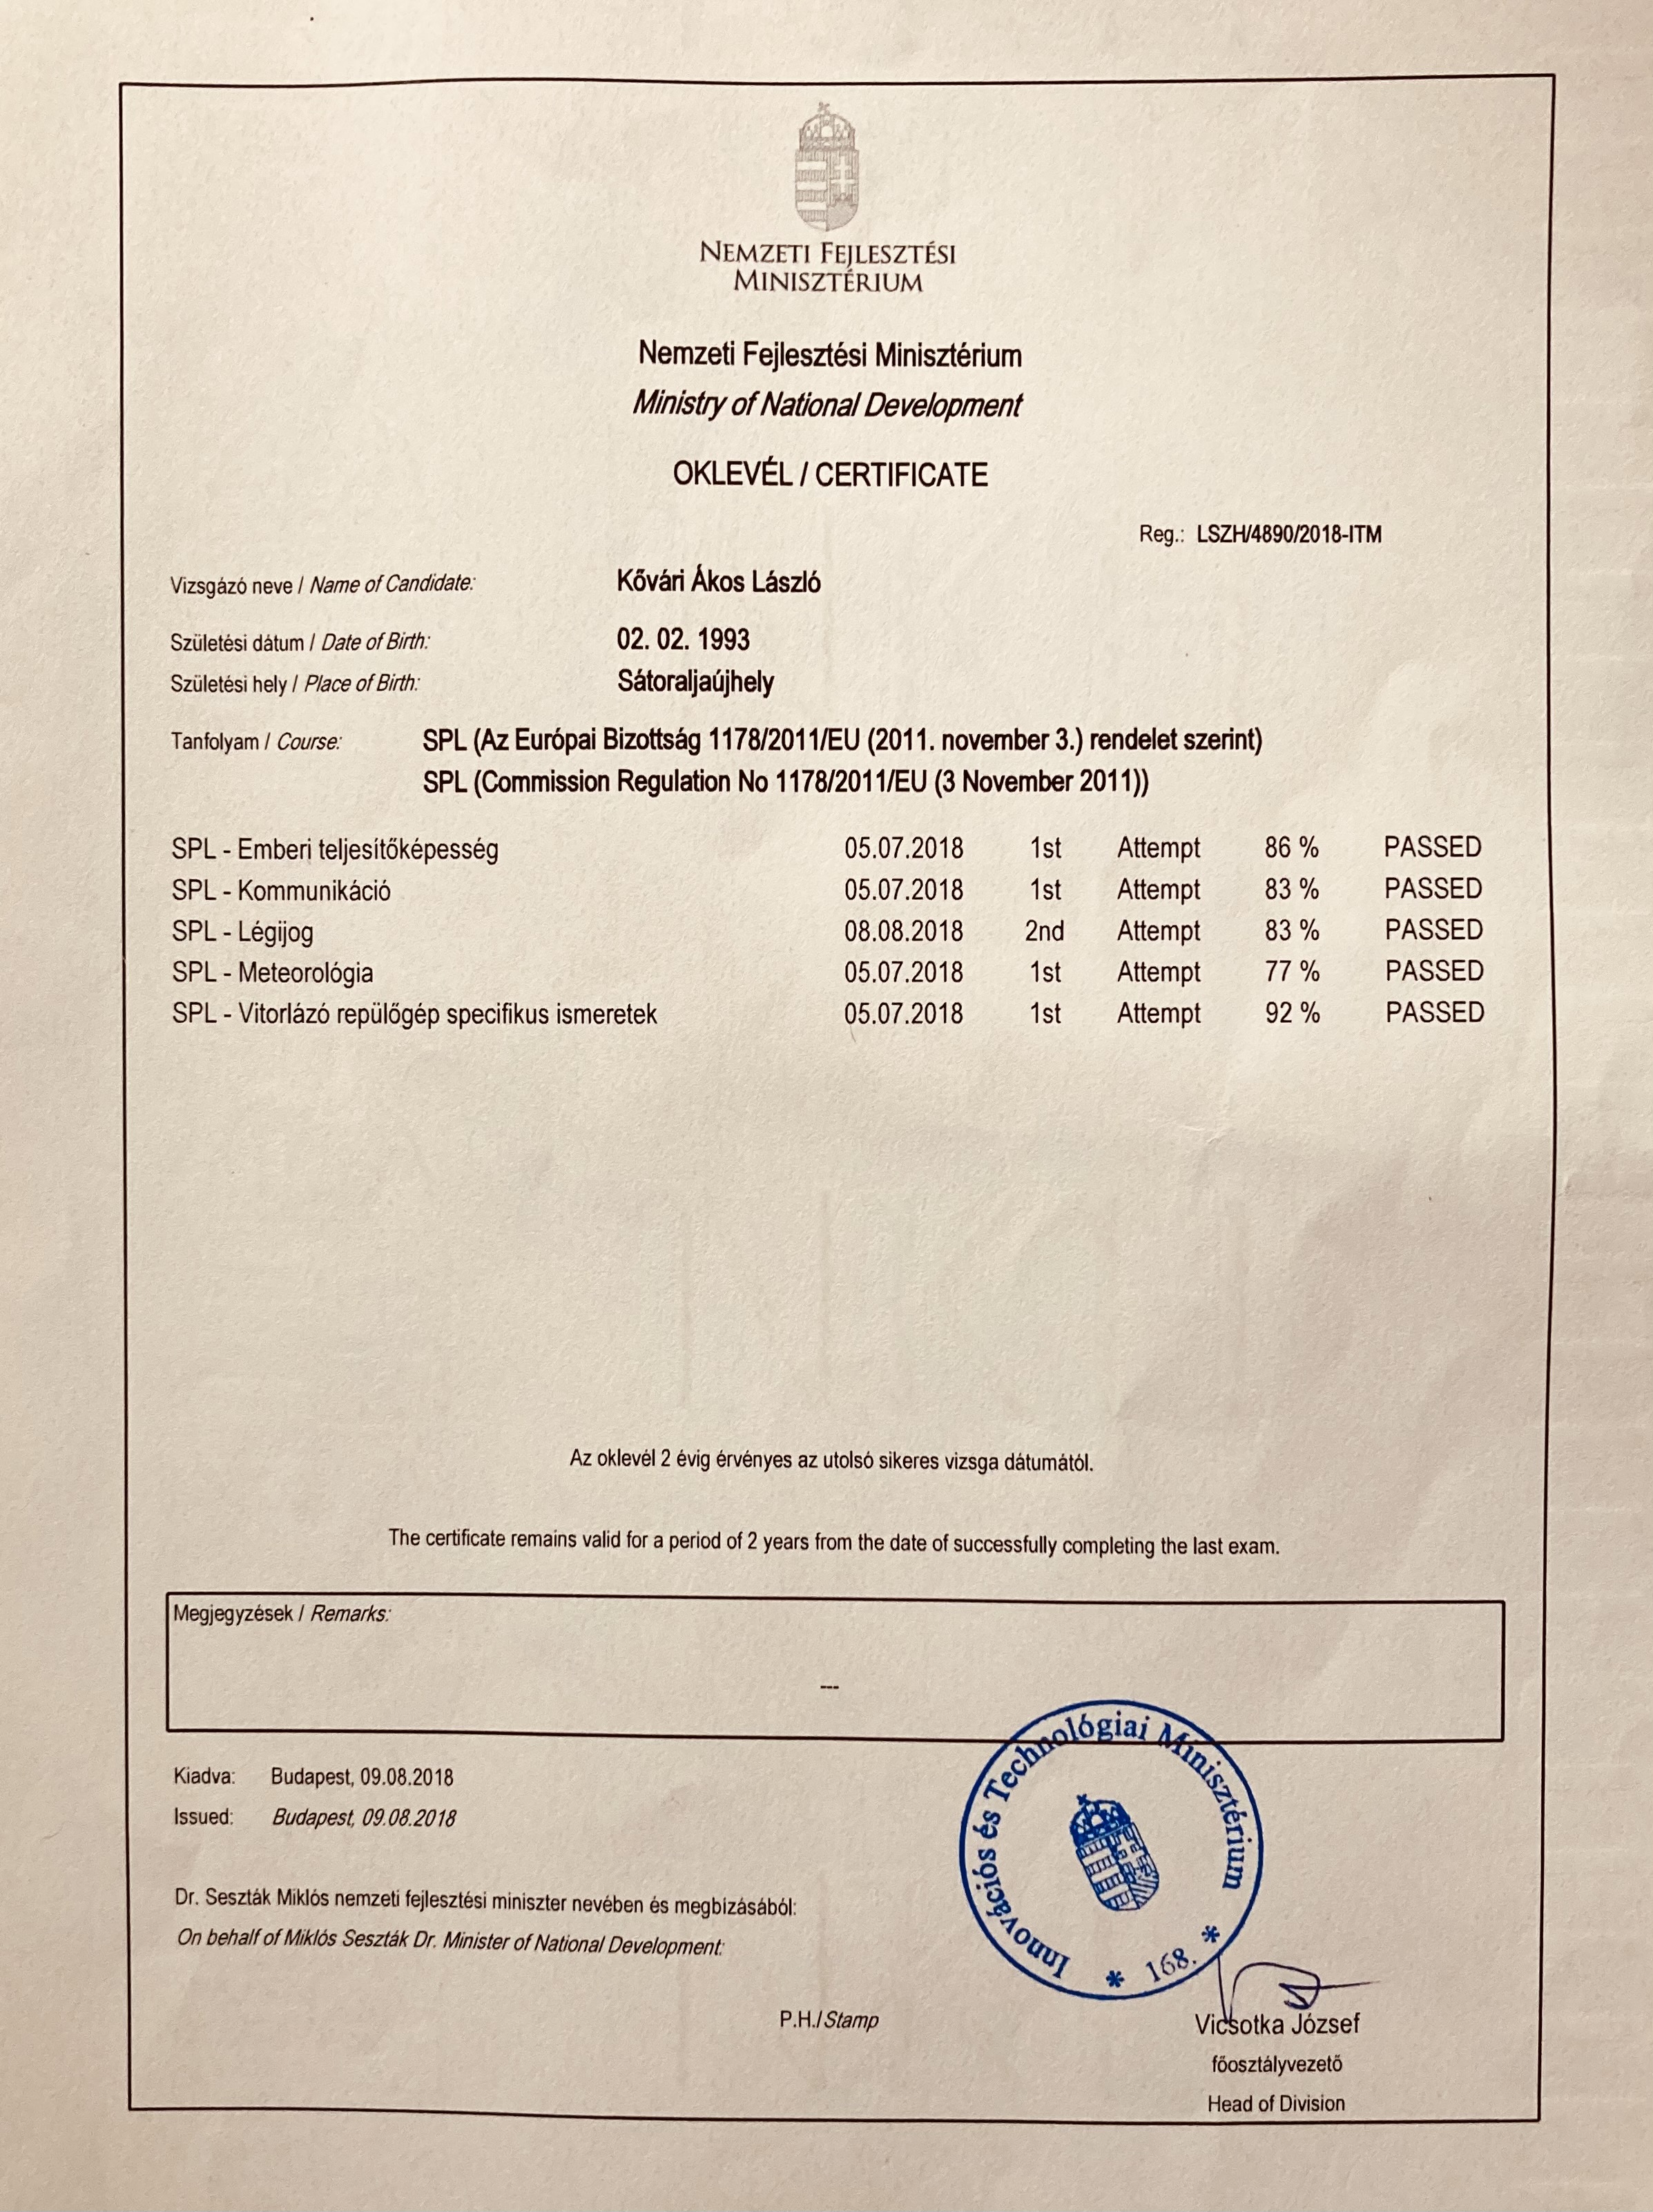 NEMZETI FEJLESZTÉSI
MINISZTÉRIUM
Nemzeti Fejlesztési Minisztérium
Ministry of National Development
OKLEVÉL / CERTIFICATE
Reg.: LSZH/4890/2018-ITM
Vizsgázó neve / Name of Candidate: Kővári Ákos László
Születési dátum / Date of Birth: 02. 02. 1993
Születési hely / Place of Birth: Sátoraljaújhely
Tanfolyam / Course: SPL (Az Európai Bizottság 1178/2011/EU (2011. november 3.) rendelet szerint)
SPL (Commission Regulation No 1178/2011/EU (3 November 2011))
SPL - Emberi teljesítőképesség 05.07.2018 1st Attempt 86 % PASSED
SPL - Kommunikáció 05.07.2018 1st Attempt 83 % PASSED
SPL - Légijog 08.08.2018 2nd Attempt 83 % PASSED
SPL - Meteorológia 05.07.2018 1st Attempt 77 % PASSED
SPL - Vitorlázó repülőgép specifikus ismeretek 05.07.2018 1st Attempt 92 % PASSED
Az oklevél 2 évig érvényes az utolsó sikeres vizsga dátumától.
The certificate remains valid for a period of 2 years from the date of successfully completing the last exam.
Megjegyzések / Remarks:
---
Kiadva: Budapest, 09.08.2018
Issued: Budapest, 09.08.2018
Innovációs és Technológiai Minisztérium
* 168. *
Dr. Seszták Miklós nemzeti fejlesztési miniszter nevében és megbízásából:
On behalf of Miklós Seszták Dr. Minister of National Development:
P.H./Stamp
Vicsotka József
főosztályvezető
Head of Division